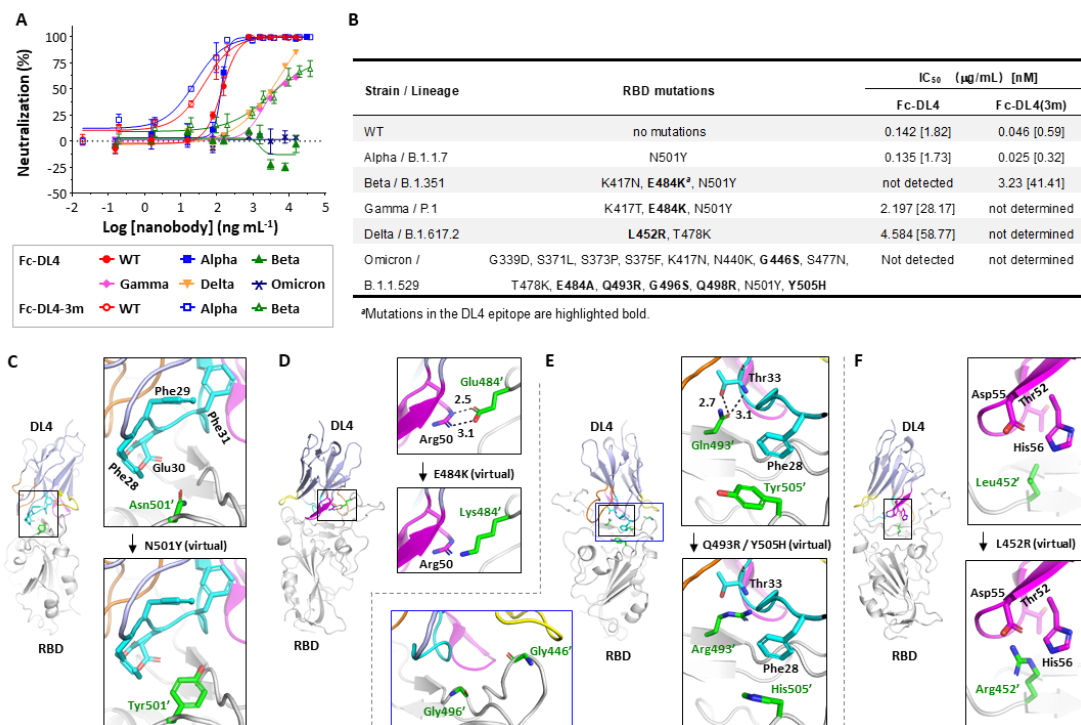 A
Neutralization (%)
100
75
50
25
0
-25
-50
-2 -1 0 1 2 3 4 5
Log [nanobody] (ng mL-1)
Fc-DL4 WT Alpha Beta
Gamma Delta Omicron
Fc-DL4-3m WT Alpha Beta
B
Strain / Lineage RBD mutations IC50 (µg/mL) [nM]
Fc-DL4 Fc-DL4(3m)
WT no mutations 0.142 [1.82] 0.046 [0.59]
Alpha / B.1.1.7 N501Y 0.135 [1.73] 0.025 [0.32]
Beta / B.1.351 K417N, E484Ka, N501Y not detected 3.23 [41.41]
Gamma / P.1 K417T, E484K, N501Y 2.197 [28.17] not determined
Delta / B.1.617.2 L452R, T478K 4.584 [58.77] not determined
Omicron / G339D, S371L, S373P, S375F, K417N, N440K, G446S, S477N, Not detected not determined
B.1.1.529 T478K, E484A, Q493R, G496S, Q498R, N501Y, Y505H
aMutations in the DL4 epitope are highlighted bold.
C
DL4
RBD
Phe29
Phe31
Glu30
Phe28
Asn501'
N501Y (virtual)
Tyr501'
D
DL4
RBD
Glu484'
2.5
3.1
Arg50
E484K (virtual)
Lys484'
Arg50
Gly446'
Gly496'
E
DL4
RBD
Thr33
2.7
3.1
Gln493'
Phe28
Tyr505'
Q493R / Y505H (virtual)
Thr33
Arg493'
Phe28
His505'
F
DL4
RBD
Asp55
Thr52
His56
Leu452'
L452R (virtual)
Asp55
Thr52
His56
Arg452'